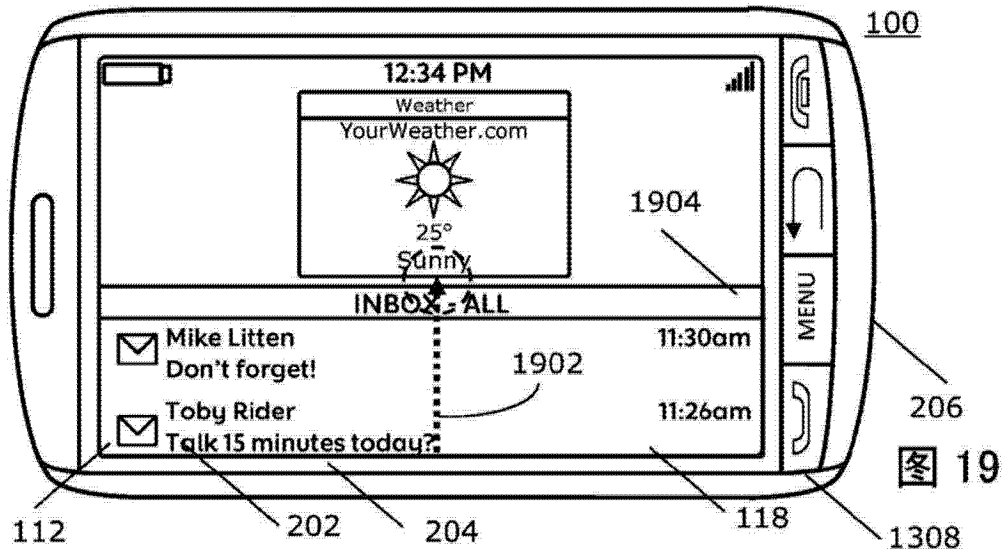 100
12:34 PM
Weather
YourWeather.com
25°
Sunny
1904
INBOX - ALL
Mike Litten 11:30am
Don't forget!
1902
Toby Rider 11:26am
Talk 15 minutes today?
MENU
206
图 19
112
202
204
118
1308